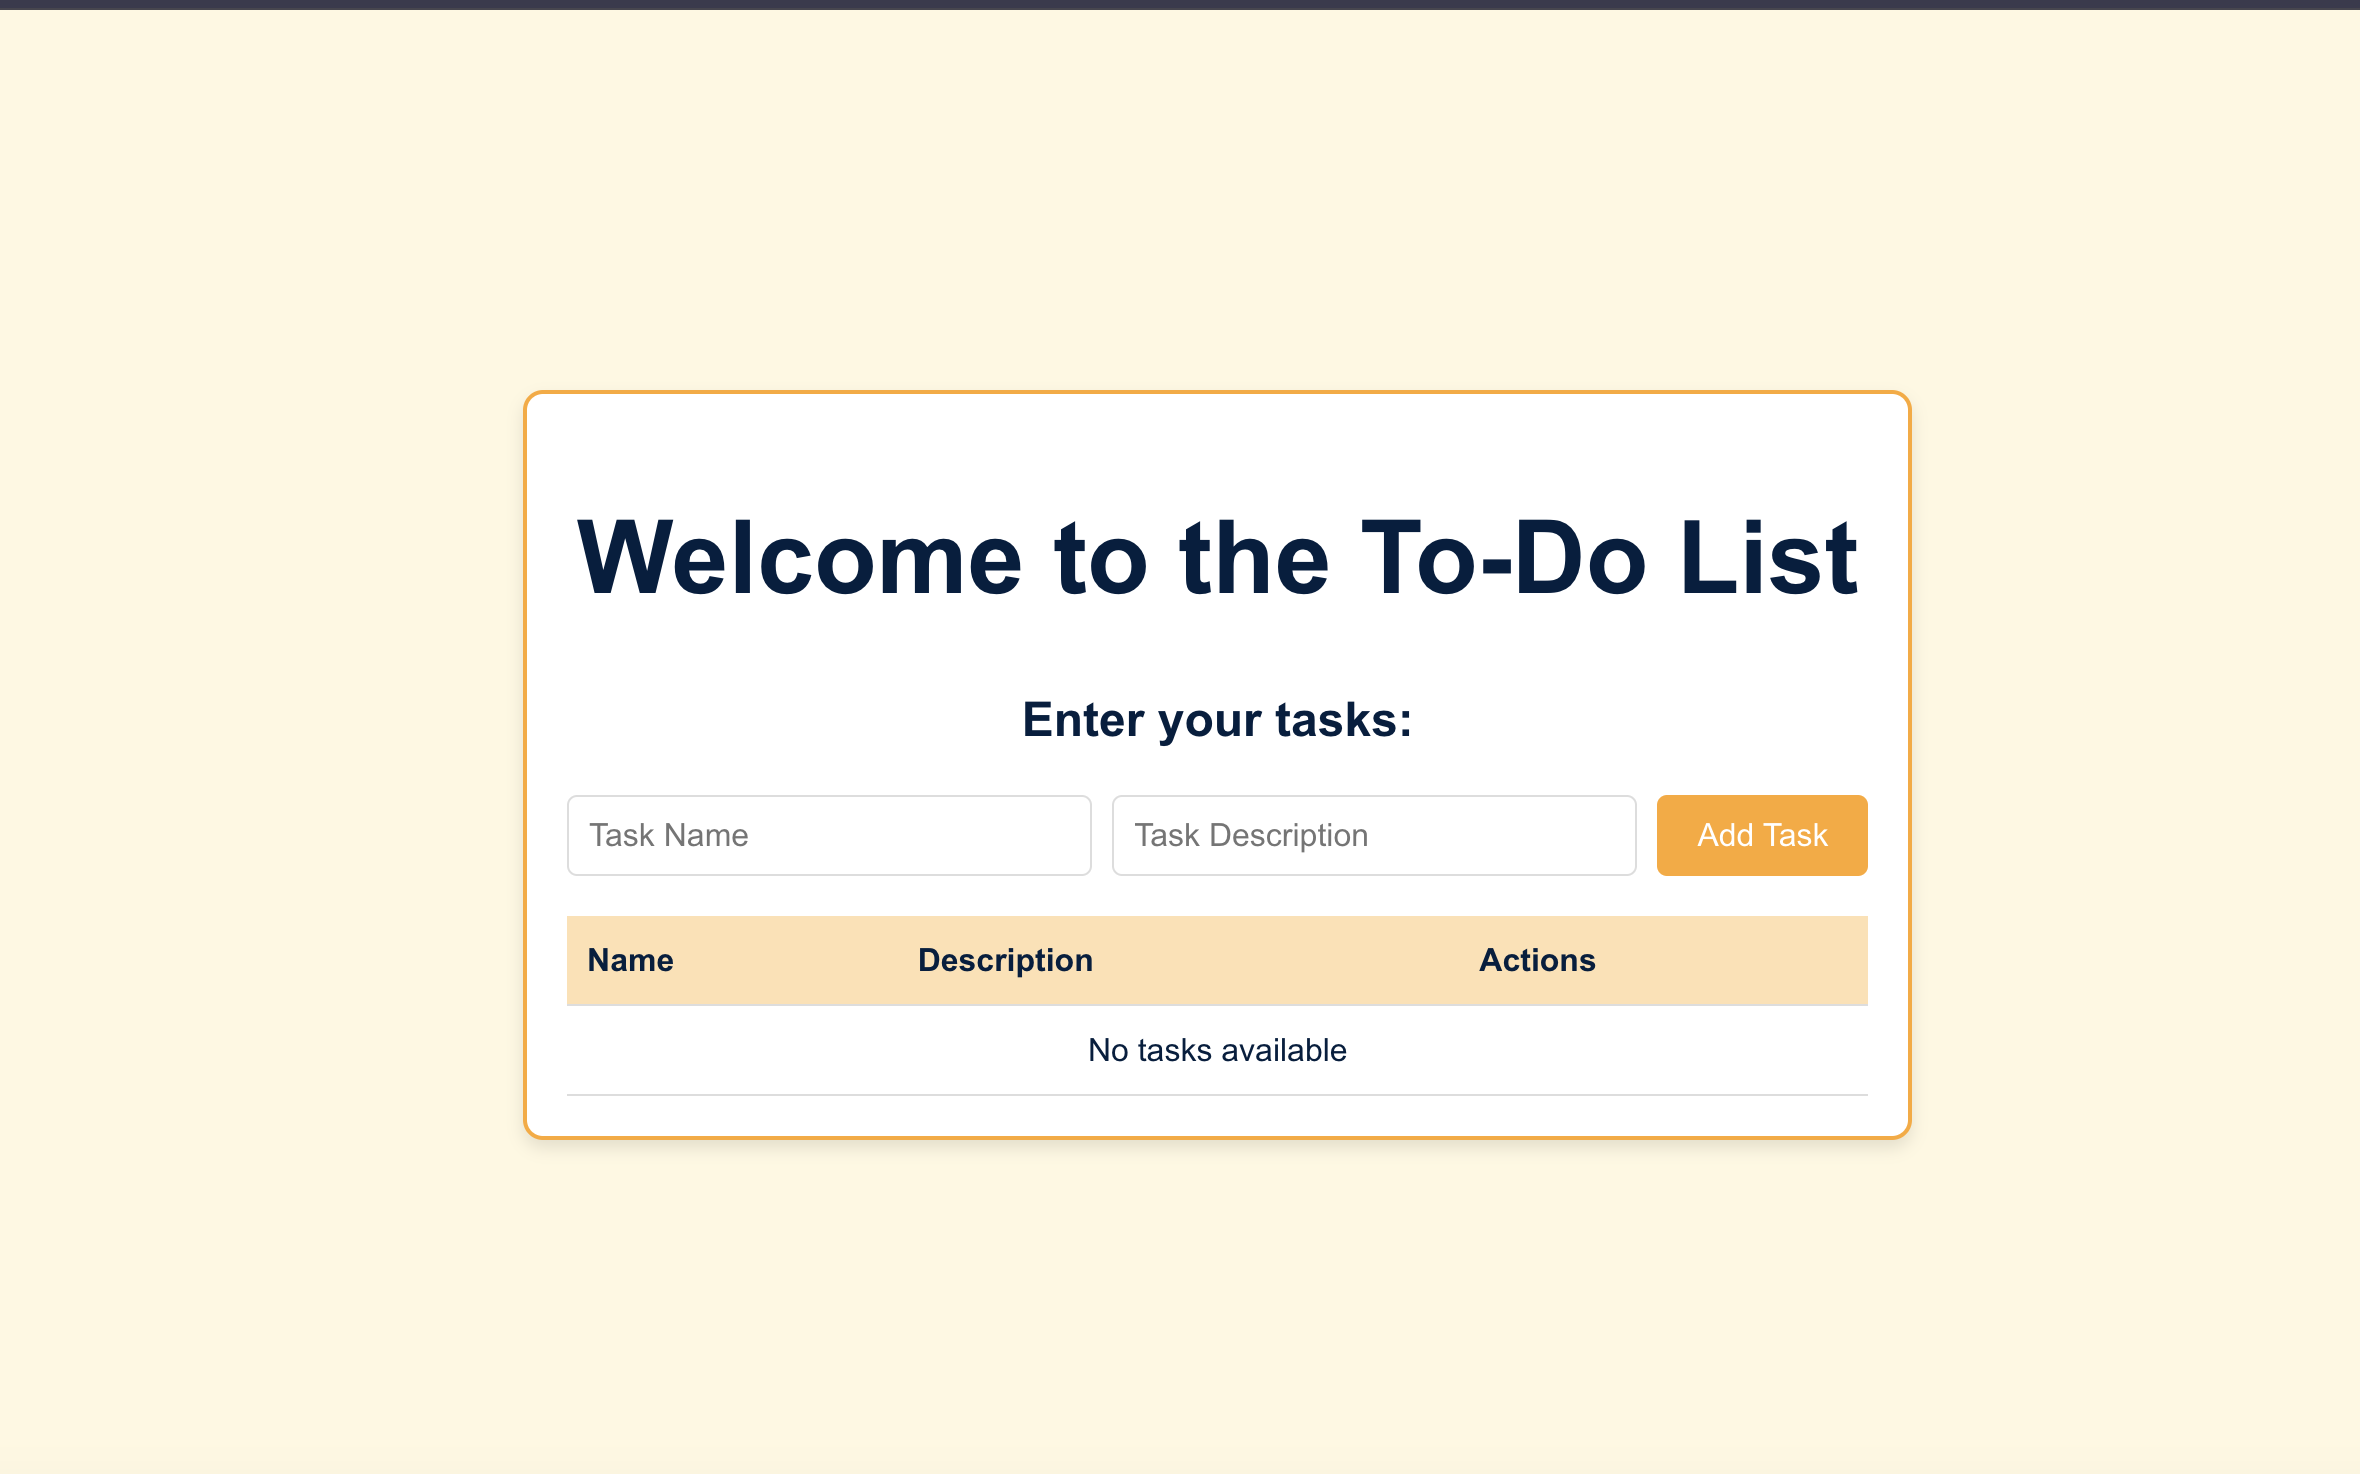 Welcome to the To-Do List
Enter your tasks:
Task Name Task Description Add Task
Name Description Actions
No tasks available